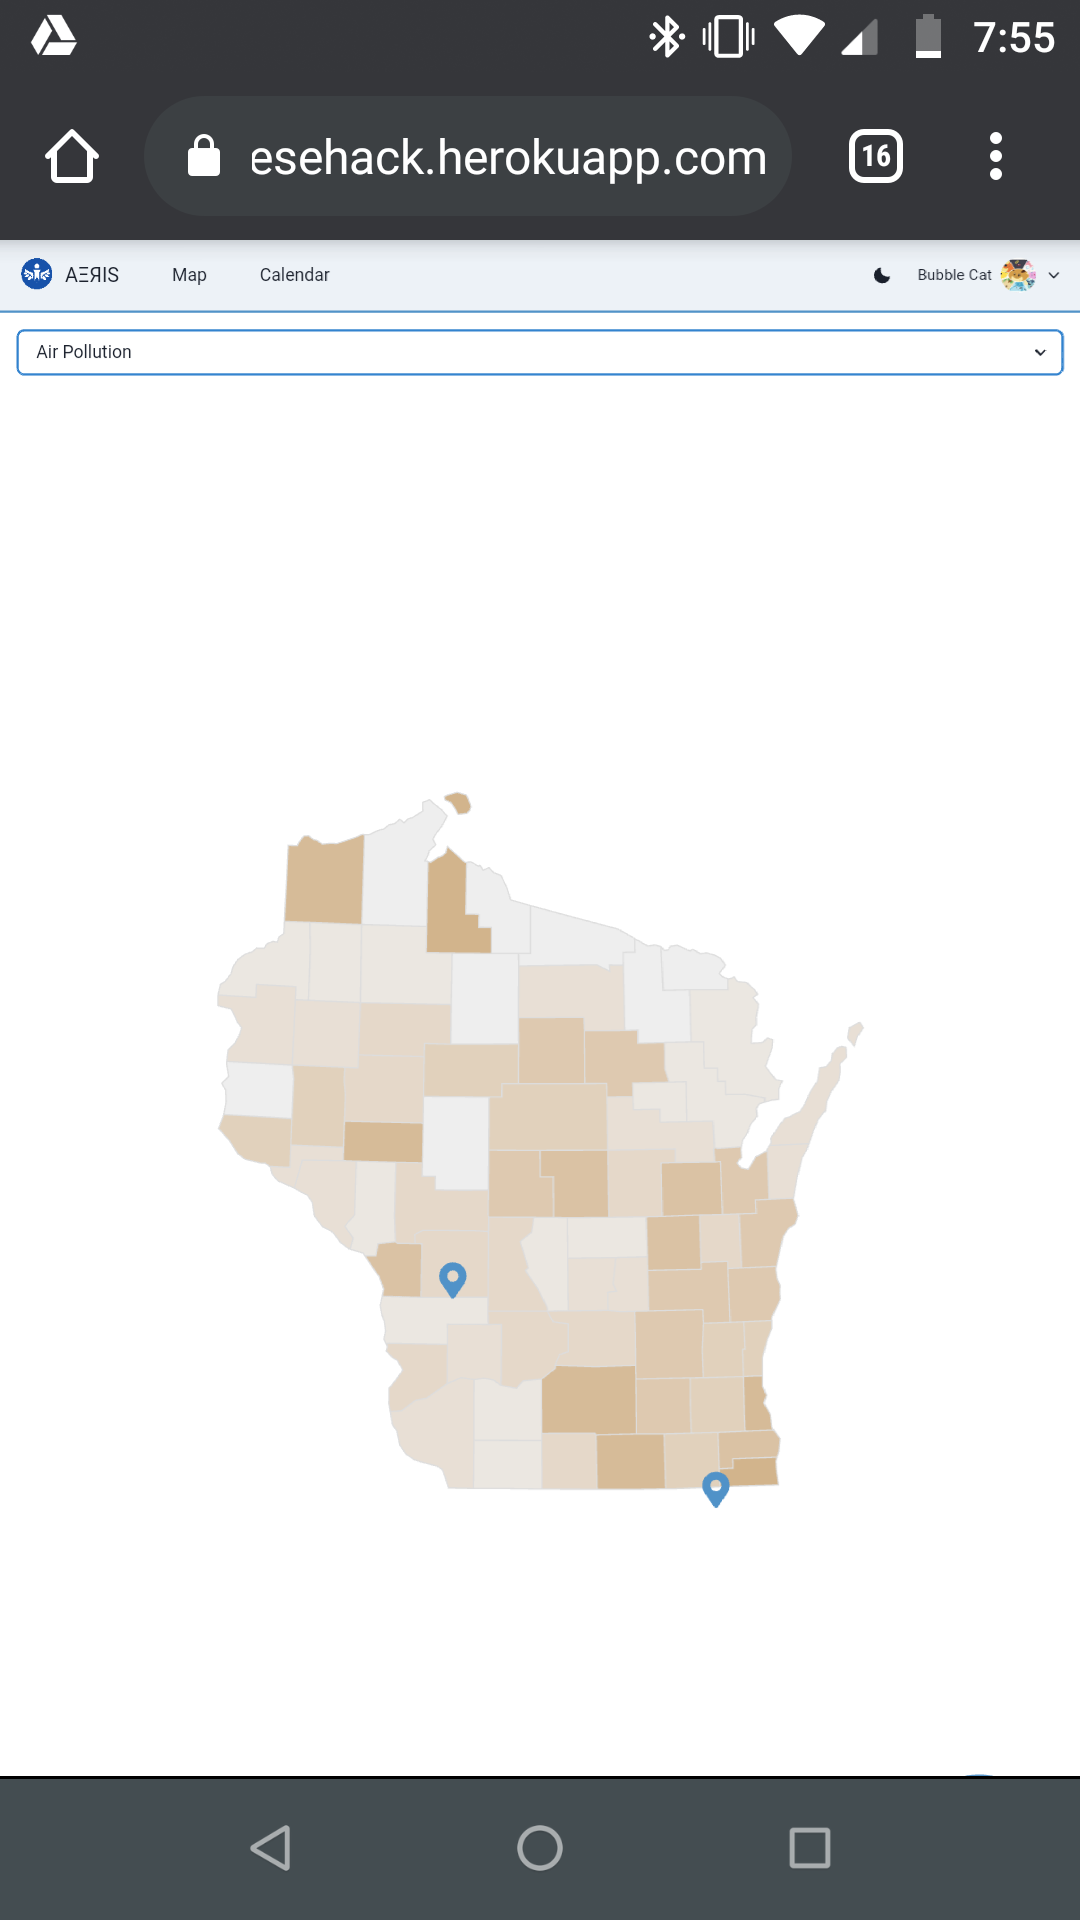 7:55
esehack.herokuapp.com
16
AΞЯIS
Map
Calendar
Bubble Cat
Air Pollution